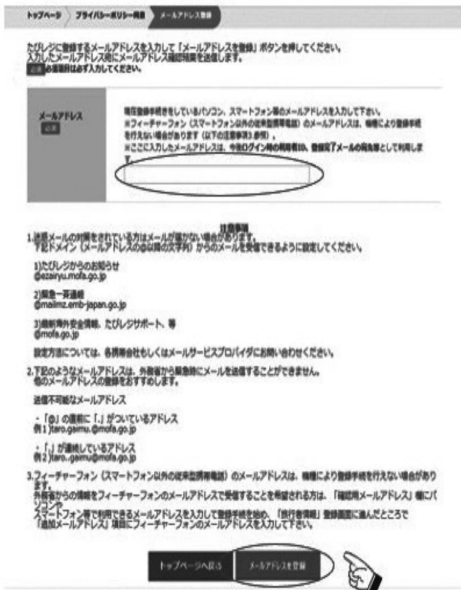 トップページ
プライバシーポリシー同意
メールアドレス登録
たびレジに登録するメールアドレスを入力して「メールアドレスを登録」ボタンを押してください。
入力したメールアドレス宛にメールアドレス確認結果を送信します。
必須 必須項目は必ず入力してください。
メールアドレス
必須
現在登録手続きをしているパソコン、スマートフォン等のメールアドレスを入力して下さい。
※フィーチャーフォン（スマートフォン以外の従来型携帯電話）のメールアドレスは、機種により登録手続
を行えない場合があります（以下の注意事項3.参照）。
※ここに入力したメールアドレスは、今後ログイン時の利用者ID、登録完了メールの宛先等として利用しま
す。
注意事項
1.迷惑メールの対策をされている方はメールが届かない場合があります。
下記ドメイン（メールアドレスの@以降の文字列）からのメールを受信できるように設定してください。
1)たびレジからのお知らせ
@ezairyu.mofa.go.jp
2)緊急一斉通報
@mailmz.emb-japan.go.jp
3)最新海外安全情報、たびレジサポート、等
@mofa.go.jp
設定方法については、各携帯会社もしくはメールサービスプロバイダにお問い合わせください。
2.下記のようなメールアドレスは、外務省から緊急時にメールを送信することができません。
他のメールアドレスの登録をおすすめします。
送信不可能なメールアドレス
・「@」の直前に「.」がついているアドレス
例1)taro.gaimu.@mofa.go.jp
・「.」が連続しているアドレス
例2)taro..gaimu@mofa.go.jp
3.フィーチャーフォン（スマートフォン以外の従来型携帯電話）のメールアドレスは、機種により登録手続を行えない場合があり
ます。
外務省からの情報をフィーチャーフォンのメールアドレスで受信することを希望される方は、「確認用メールアドレス」欄にパ
ソコンや
スマートフォン等で利用できるメールアドレスを入力して登録手続を始め、「旅行者情報」登録画面に進んだところで
「追加メールアドレス」項目にフィーチャーフォンのメールアドレスを入力して下さい。
トップページへ戻る
メールアドレスを登録